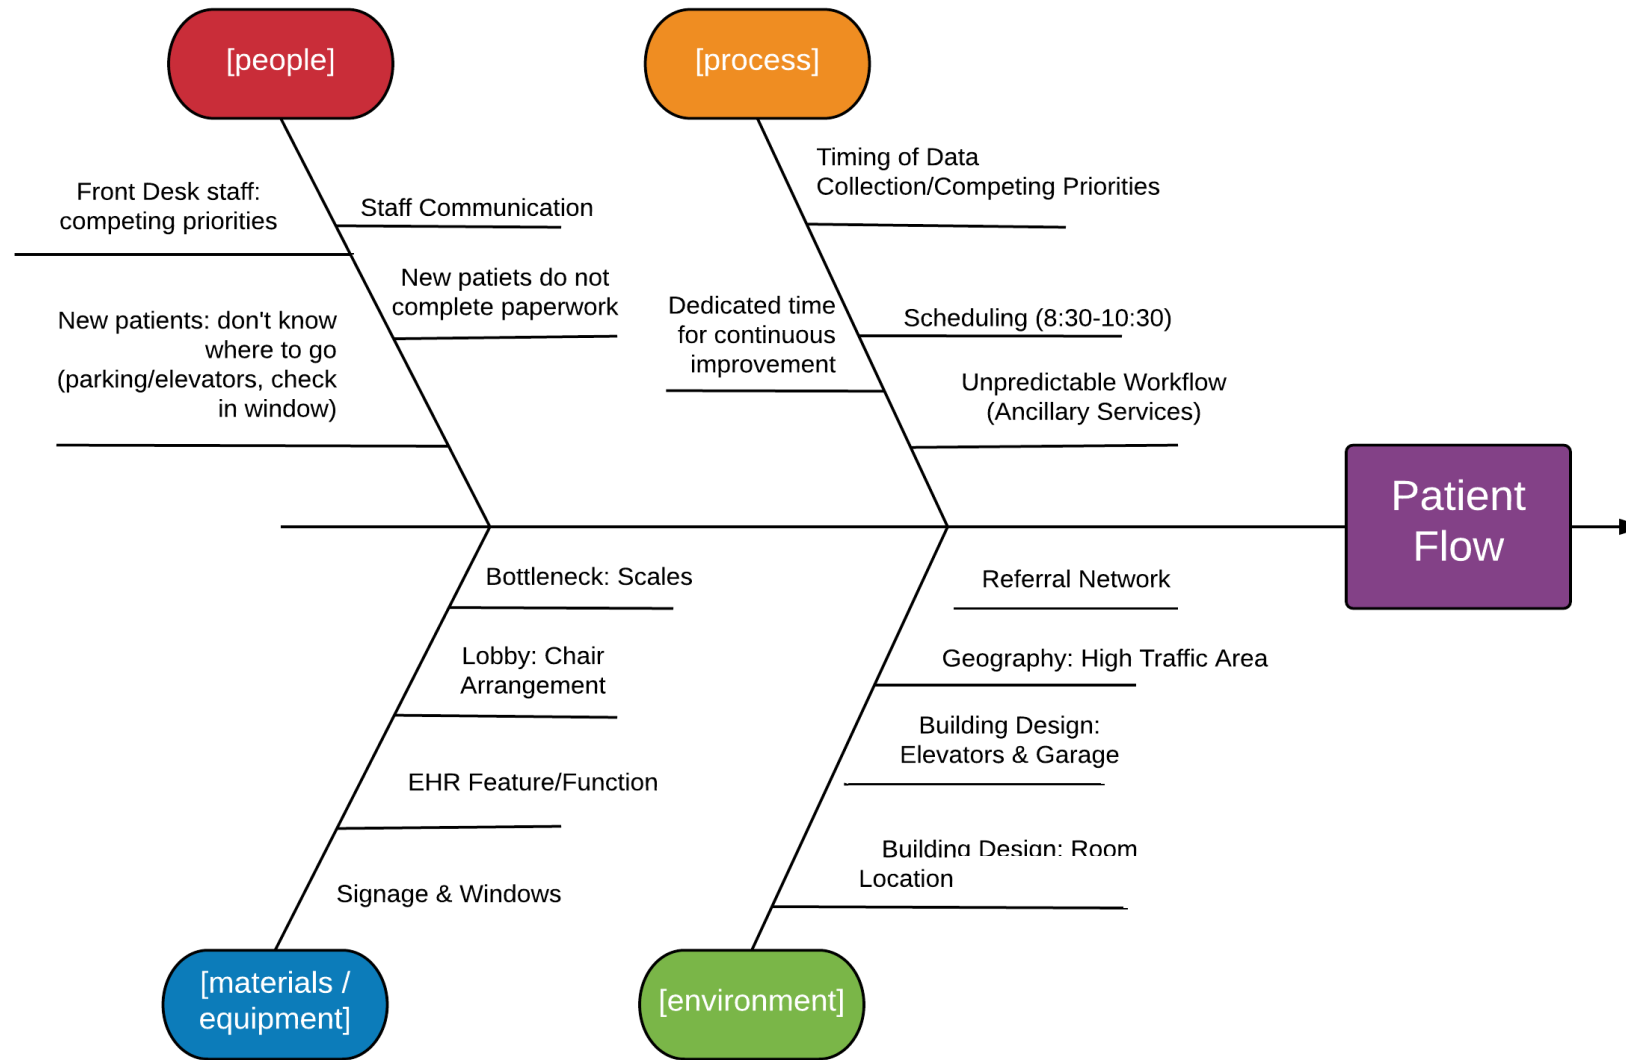 [people]
[process]
Front Desk staff:
competing priorities
Staff Communication
New patiets do not
complete paperwork
New patients: don't know
where to go
(parking/elevators, check
in window)
Timing of Data
Collection/Competing Priorities
Dedicated time
for continuous
improvement
Scheduling (8:30-10:30)
Unpredictable Workflow
(Ancillary Services)
Patient
Flow
Bottleneck: Scales
Lobby: Chair
Arrangement
EHR Feature/Function
Signage & Windows
Referral Network
Geography: High Traffic Area
Building Design:
Elevators & Garage
Building Design: Room
Location
[materials /
equipment]
[environment]